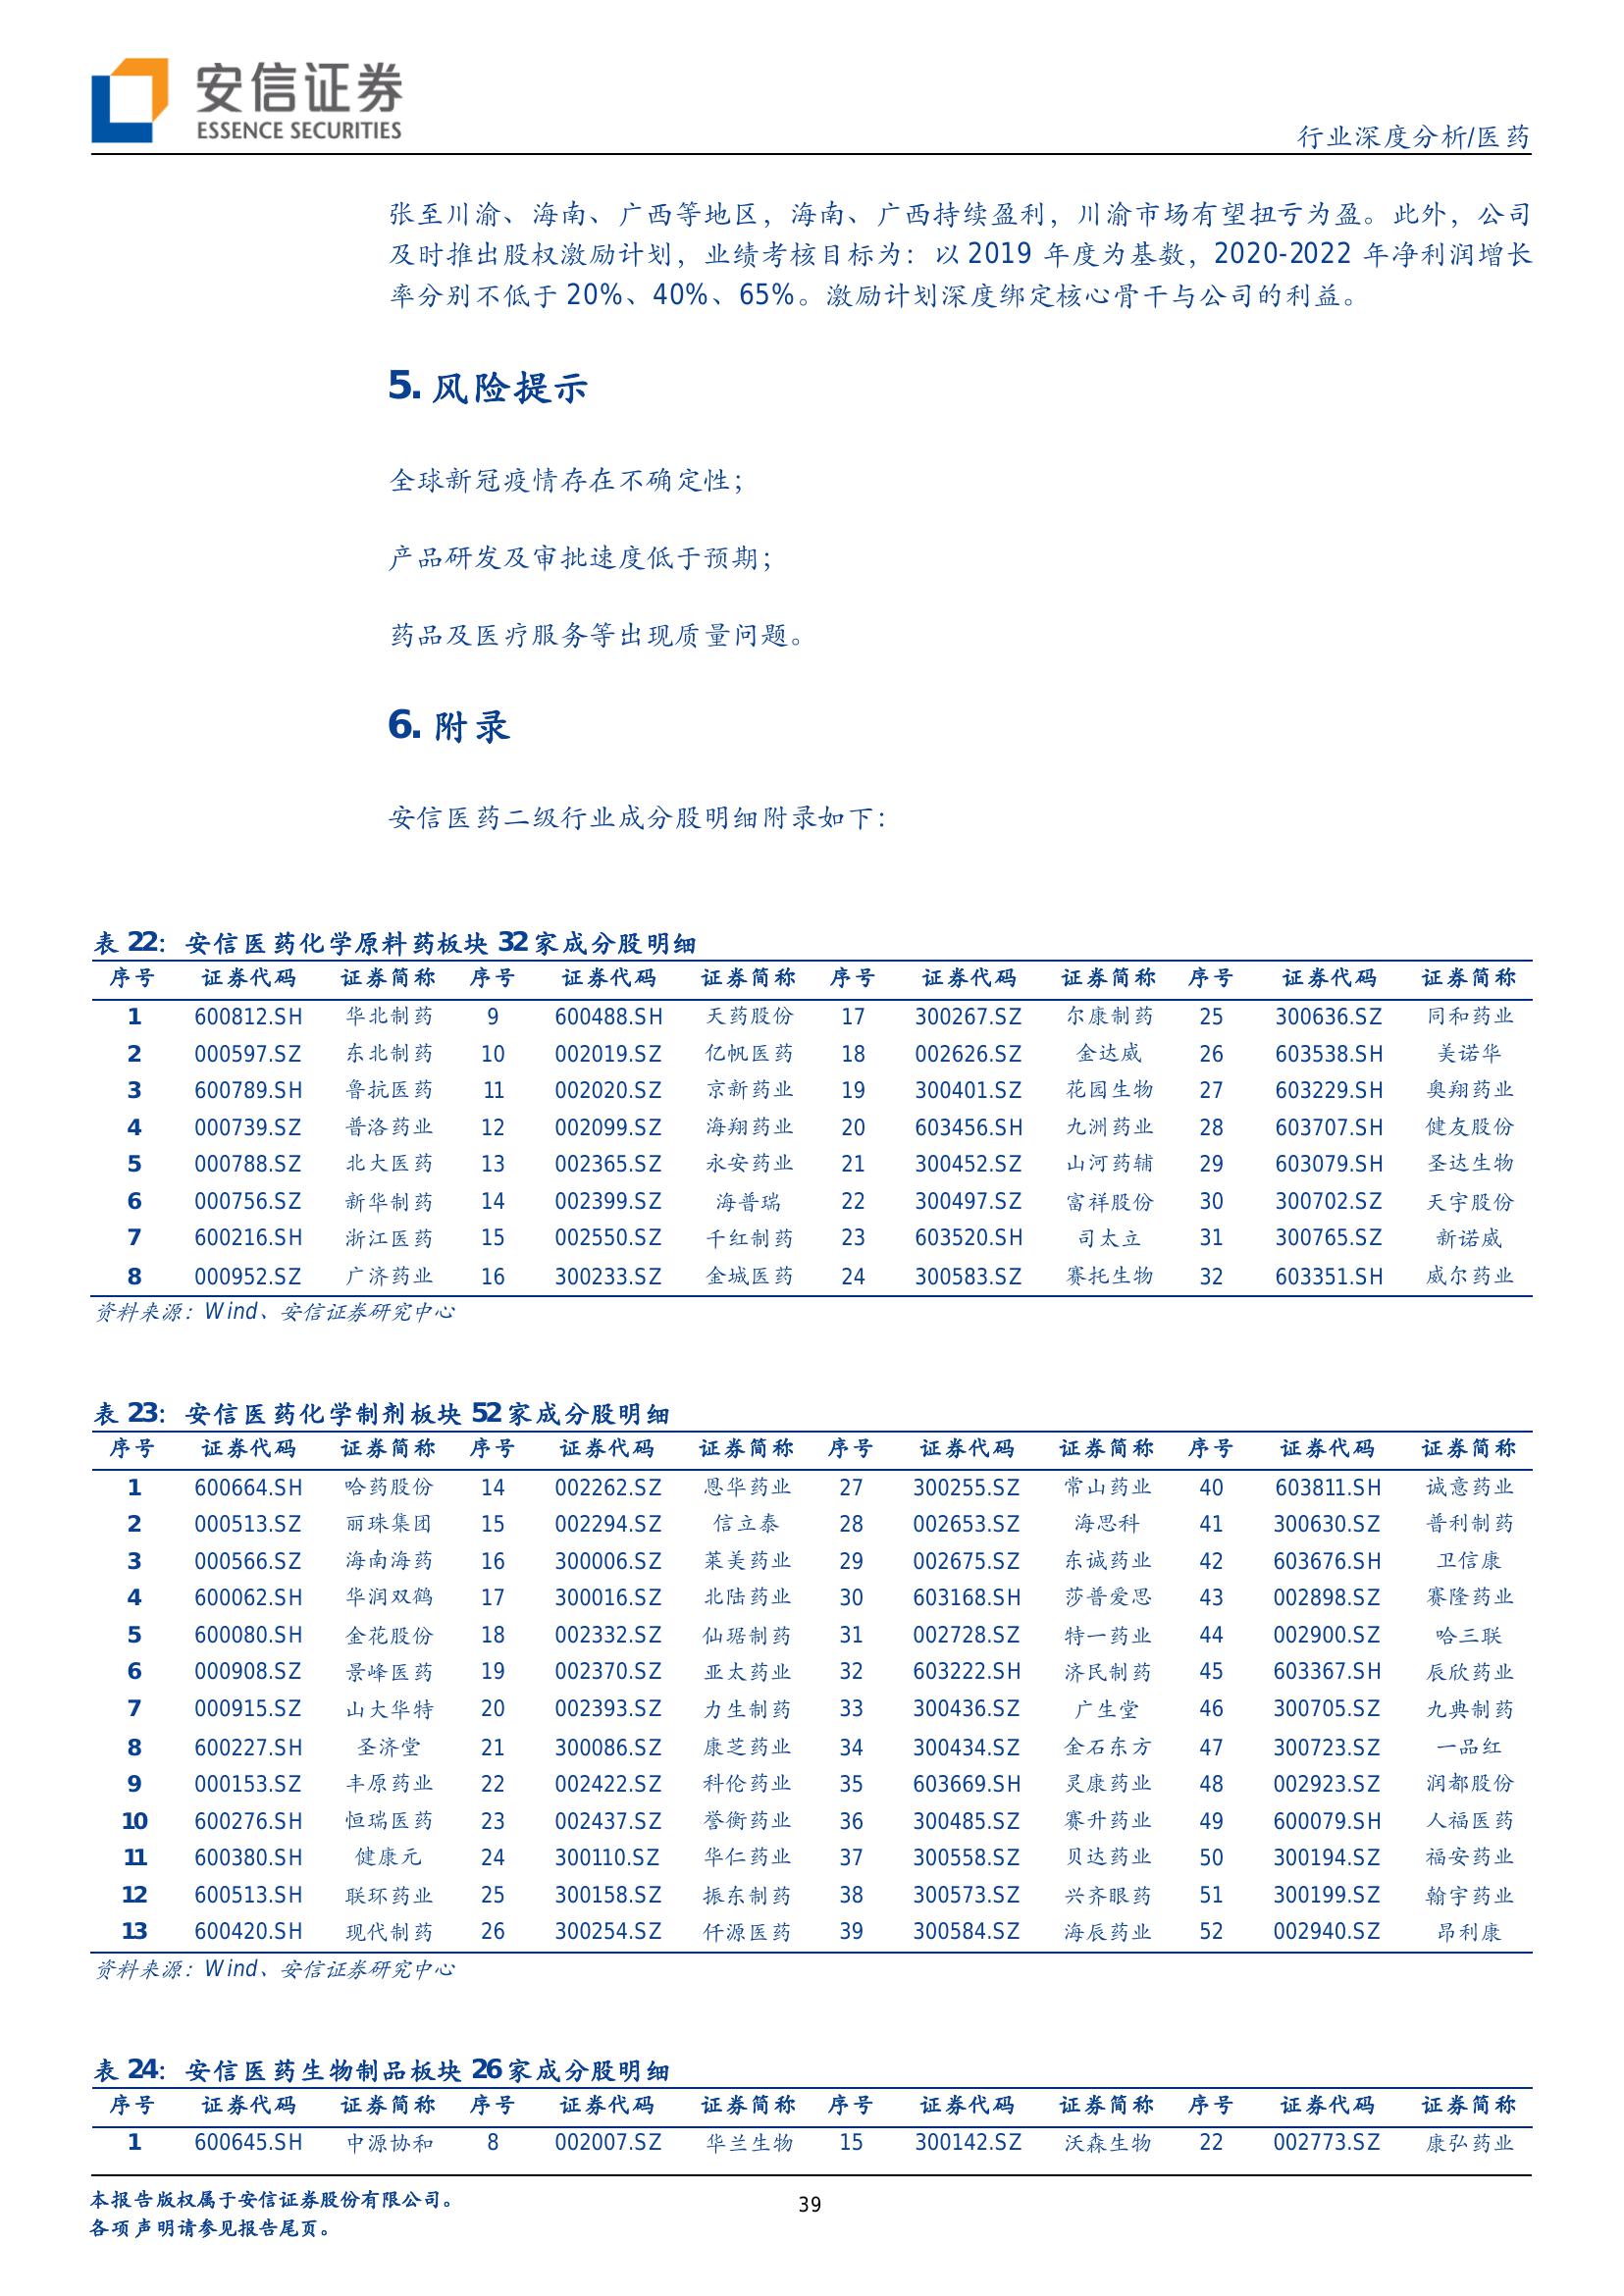 安信证券
ESSENCE SECURITIES
行业深度分析/医药
张至川渝、海南、广西等地区，海南、广西持续盈利，川渝市场有望扭亏为盈。此外，公司
及时推出股权激励计划，业绩考核目标为：以 2019 年度为基数，2020-2022 年净利润增长
率分别不低于 20%、40%、65%。激励计划深度绑定核心骨干与公司的利益。
5. 风险提示
全球新冠疫情存在不确定性；
产品研发及审批速度低于预期；
药品及医疗服务等出现质量问题。
6. 附录
安信医药二级行业成分股明细附录如下：
表 22：安信医药化学原料药板块 32 家成分股明细
序号 证券代码 证券简称 序号 证券代码 证券简称 序号 证券代码 证券简称 序号 证券代码 证券简称
1 600812.SH 华北制药 9 600488.SH 天药股份 17 300267.SZ 尔康制药 25 300636.SZ 同和药业
2 000597.SZ 东北制药 10 002019.SZ 亿帆医药 18 002626.SZ 金达威 26 603538.SH 美诺华
3 600789.SH 鲁抗医药 11 002020.SZ 京新药业 19 300401.SZ 花园生物 27 603229.SH 奥翔药业
4 000739.SZ 普洛药业 12 002099.SZ 海翔药业 20 603456.SH 九洲药业 28 603707.SH 健友股份
5 000788.SZ 北大医药 13 002365.SZ 永安药业 21 300452.SZ 山河药辅 29 603079.SH 圣达生物
6 000756.SZ 新华制药 14 002399.SZ 海普瑞 22 300497.SZ 富祥股份 30 300702.SZ 天宇股份
7 600216.SH 浙江医药 15 002550.SZ 千红制药 23 603520.SH 司太立 31 300765.SZ 新诺威
8 000952.SZ 广济药业 16 300233.SZ 金城医药 24 300583.SZ 赛托生物 32 603351.SH 威尔药业
资料来源：Wind、安信证券研究中心
表 23：安信医药化学制剂板块 52 家成分股明细
序号 证券代码 证券简称 序号 证券代码 证券简称 序号 证券代码 证券简称 序号 证券代码 证券简称
1 600664.SH 哈药股份 14 002262.SZ 恩华药业 27 300255.SZ 常山药业 40 603811.SH 诚意药业
2 000513.SZ 丽珠集团 15 002294.SZ 信立泰 28 002653.SZ 海思科 41 300630.SZ 普利制药
3 000566.SZ 海南海药 16 300006.SZ 莱美药业 29 002675.SZ 东诚药业 42 603676.SH 卫信康
4 600062.SH 华润双鹤 17 300016.SZ 北陆药业 30 603168.SH 莎普爱思 43 002898.SZ 赛隆药业
5 600080.SH 金花股份 18 002332.SZ 仙琚制药 31 002728.SZ 特一药业 44 002900.SZ 哈三联
6 000908.SZ 景峰医药 19 002370.SZ 亚太药业 32 603222.SH 济民制药 45 603367.SH 辰欣药业
7 000915.SZ 山大华特 20 002393.SZ 力生制药 33 300436.SZ 广生堂 46 300705.SZ 九典制药
8 600227.SH 圣济堂 21 300086.SZ 康芝药业 34 300434.SZ 金石东方 47 300723.SZ 一品红
9 000153.SZ 丰原药业 22 002422.SZ 科伦药业 35 603669.SH 灵康药业 48 002923.SZ 润都股份
10 600276.SH 恒瑞医药 23 002437.SZ 誉衡药业 36 300485.SZ 赛升药业 49 600079.SH 人福医药
11 600380.SH 健康元 24 300110.SZ 华仁药业 37 300558.SZ 贝达药业 50 300194.SZ 福安药业
12 600513.SH 联环药业 25 300158.SZ 振东制药 38 300573.SZ 兴齐眼药 51 300199.SZ 翰宇药业
13 600420.SH 现代制药 26 300254.SZ 仟源医药 39 300584.SZ 海辰药业 52 002940.SZ 昂利康
资料来源：Wind、安信证券研究中心
表 24：安信医药生物制品板块 26 家成分股明细
序号 证券代码 证券简称 序号 证券代码 证券简称 序号 证券代码 证券简称 序号 证券代码 证券简称
1 600645.SH 中源协和 8 002007.SZ 华兰生物 15 300142.SZ 沃森生物 22 002773.SZ 康弘药业
本报告版权属于安信证券股份有限公司。
39
各项声明请参见报告尾页。